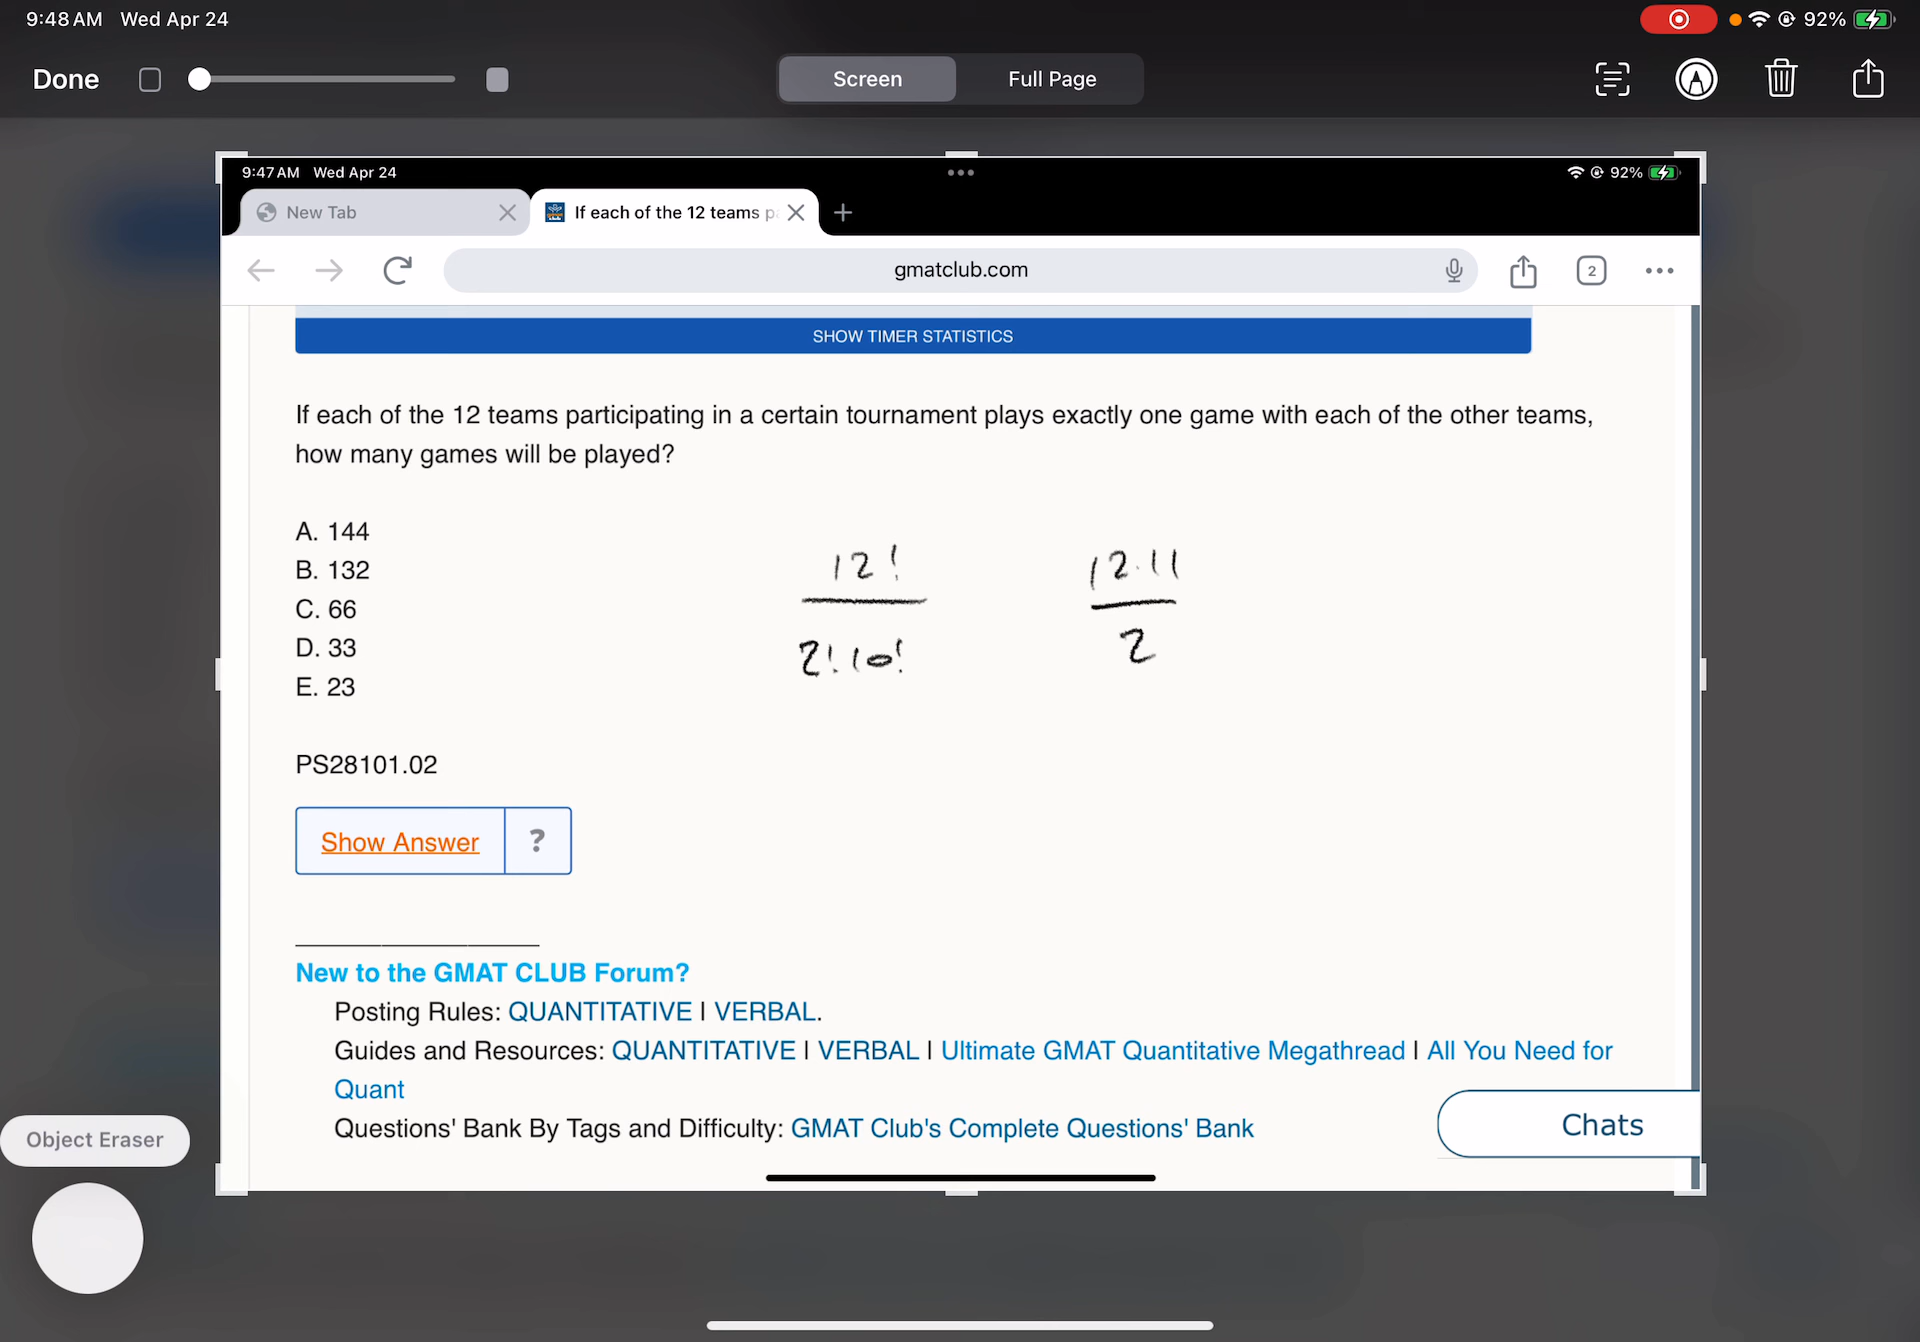 9:48 AM Wed Apr 24 92%
Done Screen Full Page
9:47 AM Wed Apr 24 92%
New Tab If each of the 12 teams p
gmatclub.com 2
SHOW TIMER STATISTICS
If each of the 12 teams participating in a certain tournament plays exactly one game with each of the other teams,
how many games will be played?
A. 144
B. 132
C. 66
D. 33
E. 23
12!
2! 10!
12·11
2
PS28101.02
Show Answer ?
New to the GMAT CLUB Forum?
Posting Rules: QUANTITATIVE | VERBAL.
Guides and Resources: QUANTITATIVE | VERBAL | Ultimate GMAT Quantitative Megathread | All You Need for
Quant
Questions' Bank By Tags and Difficulty: GMAT Club's Complete Questions' Bank
Chats
Object Eraser